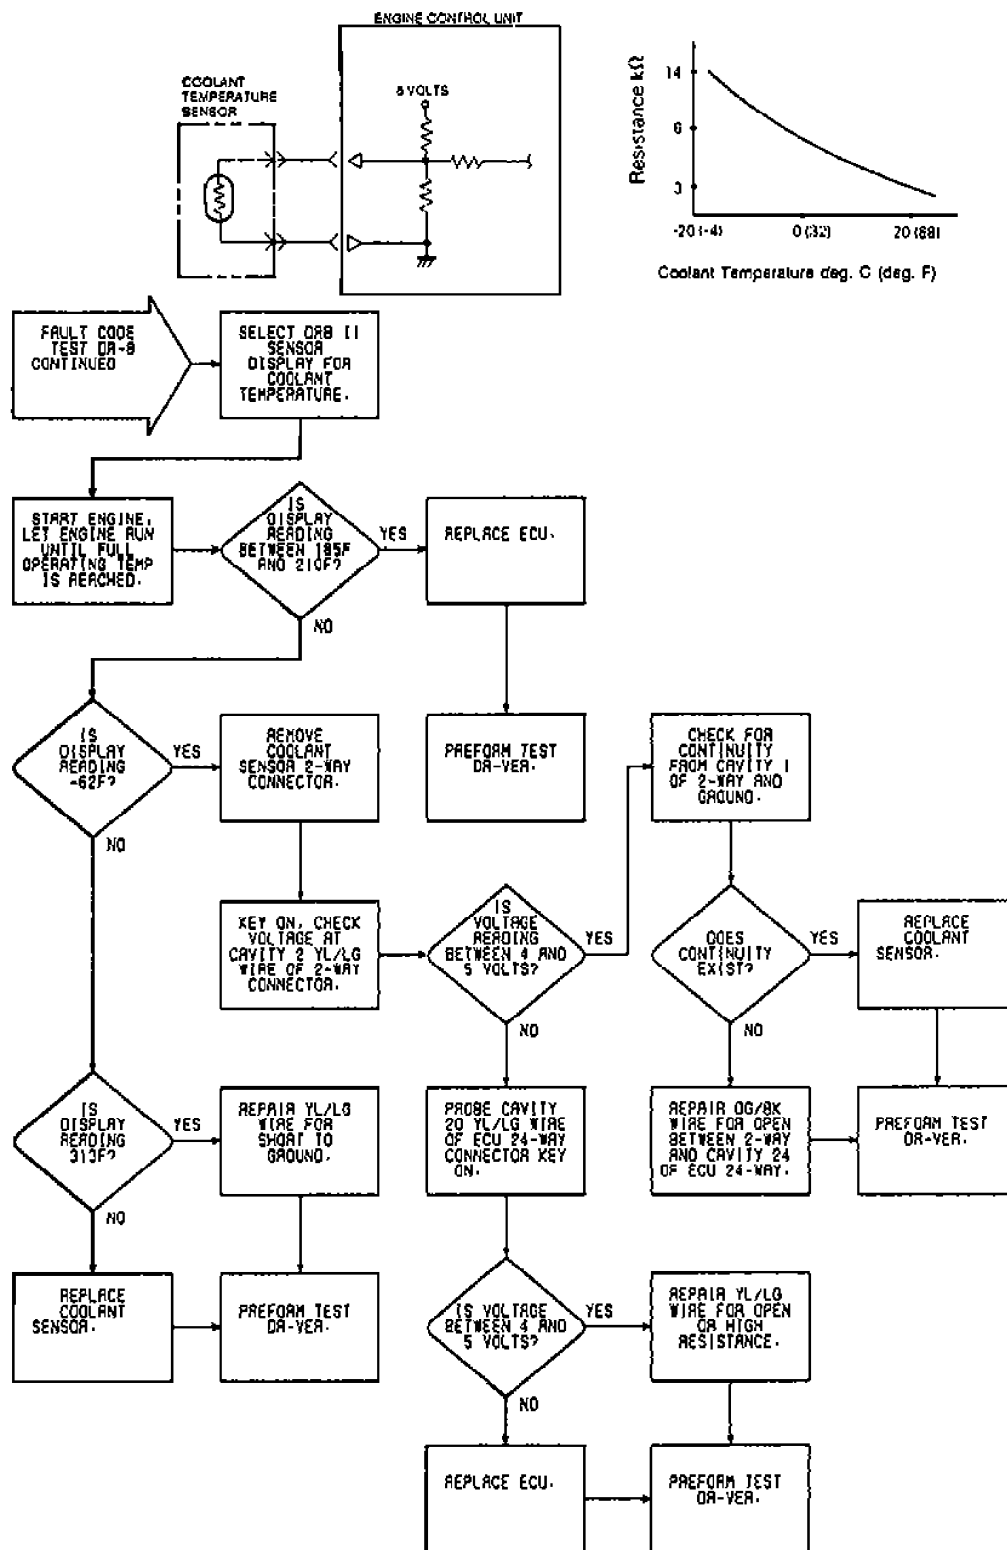 ENGINE CONTROL UNIT
COOLANT
TEMPERATURE
SENSOR
5 VOLTS
Resistance kΩ
14
6
3
-20 (-4)
0 (32)
20 (68)
Coolant Temperature deg. C (deg. F)
FAULT CODE
TEST DR-8
CONTINUED
SELECT DRB II
SENSOR
DISPLAY FOR
COOLANT
TEMPERATURE.
START ENGINE,
LET ENGINE RUN
UNTIL FULL
OPERATING TEMP
IS REACHED.
IS
DISPLAY
READING
BETWEEN 185F
AND 210F?
YES
NO
REPLACE ECU.
PREFORM TEST
DR-VER.
IS
DISPLAY
READING
-62F?
YES
NO
REMOVE
COOLANT
SENSOR 2-WAY
CONNECTOR.
KEY ON, CHECK
VOLTAGE AT
CAVITY 2 YL/LG
WIRE OF 2-WAY
CONNECTOR.
IS
VOLTAGE
READING
BETWEEN 4 AND
5 VOLTS?
YES
NO
CHECK FOR
CONTINUITY
FROM CAVITY 1
OF 2-WAY AND
GROUND.
DOES
CONTINUITY
EXIST?
YES
NO
REPLACE
COOLANT
SENSOR.
PREFORM TEST
DR-VER.
IS
DISPLAY
READING
313F?
YES
NO
REPAIR YL/LG
WIRE FOR
SHORT TO
GROUND.
PROBE CAVITY
20 YL/LG WIRE
OF ECU 24-WAY
CONNECTOR KEY
ON.
REPAIR OG/BK
WIRE FOR OPEN
BETWEEN 2-WAY
AND CAVITY 24
OF ECU 24-WAY.
REPLACE
COOLANT
SENSOR.
PREFORM TEST
DR-VER.
IS VOLTAGE
BETWEEN 4 AND
5 VOLTS?
YES
NO
REPAIR YL/LG
WIRE FOR OPEN
OR HIGH
RESISTANCE.
REPLACE ECU.
PREFORM TEST
DR-VER.